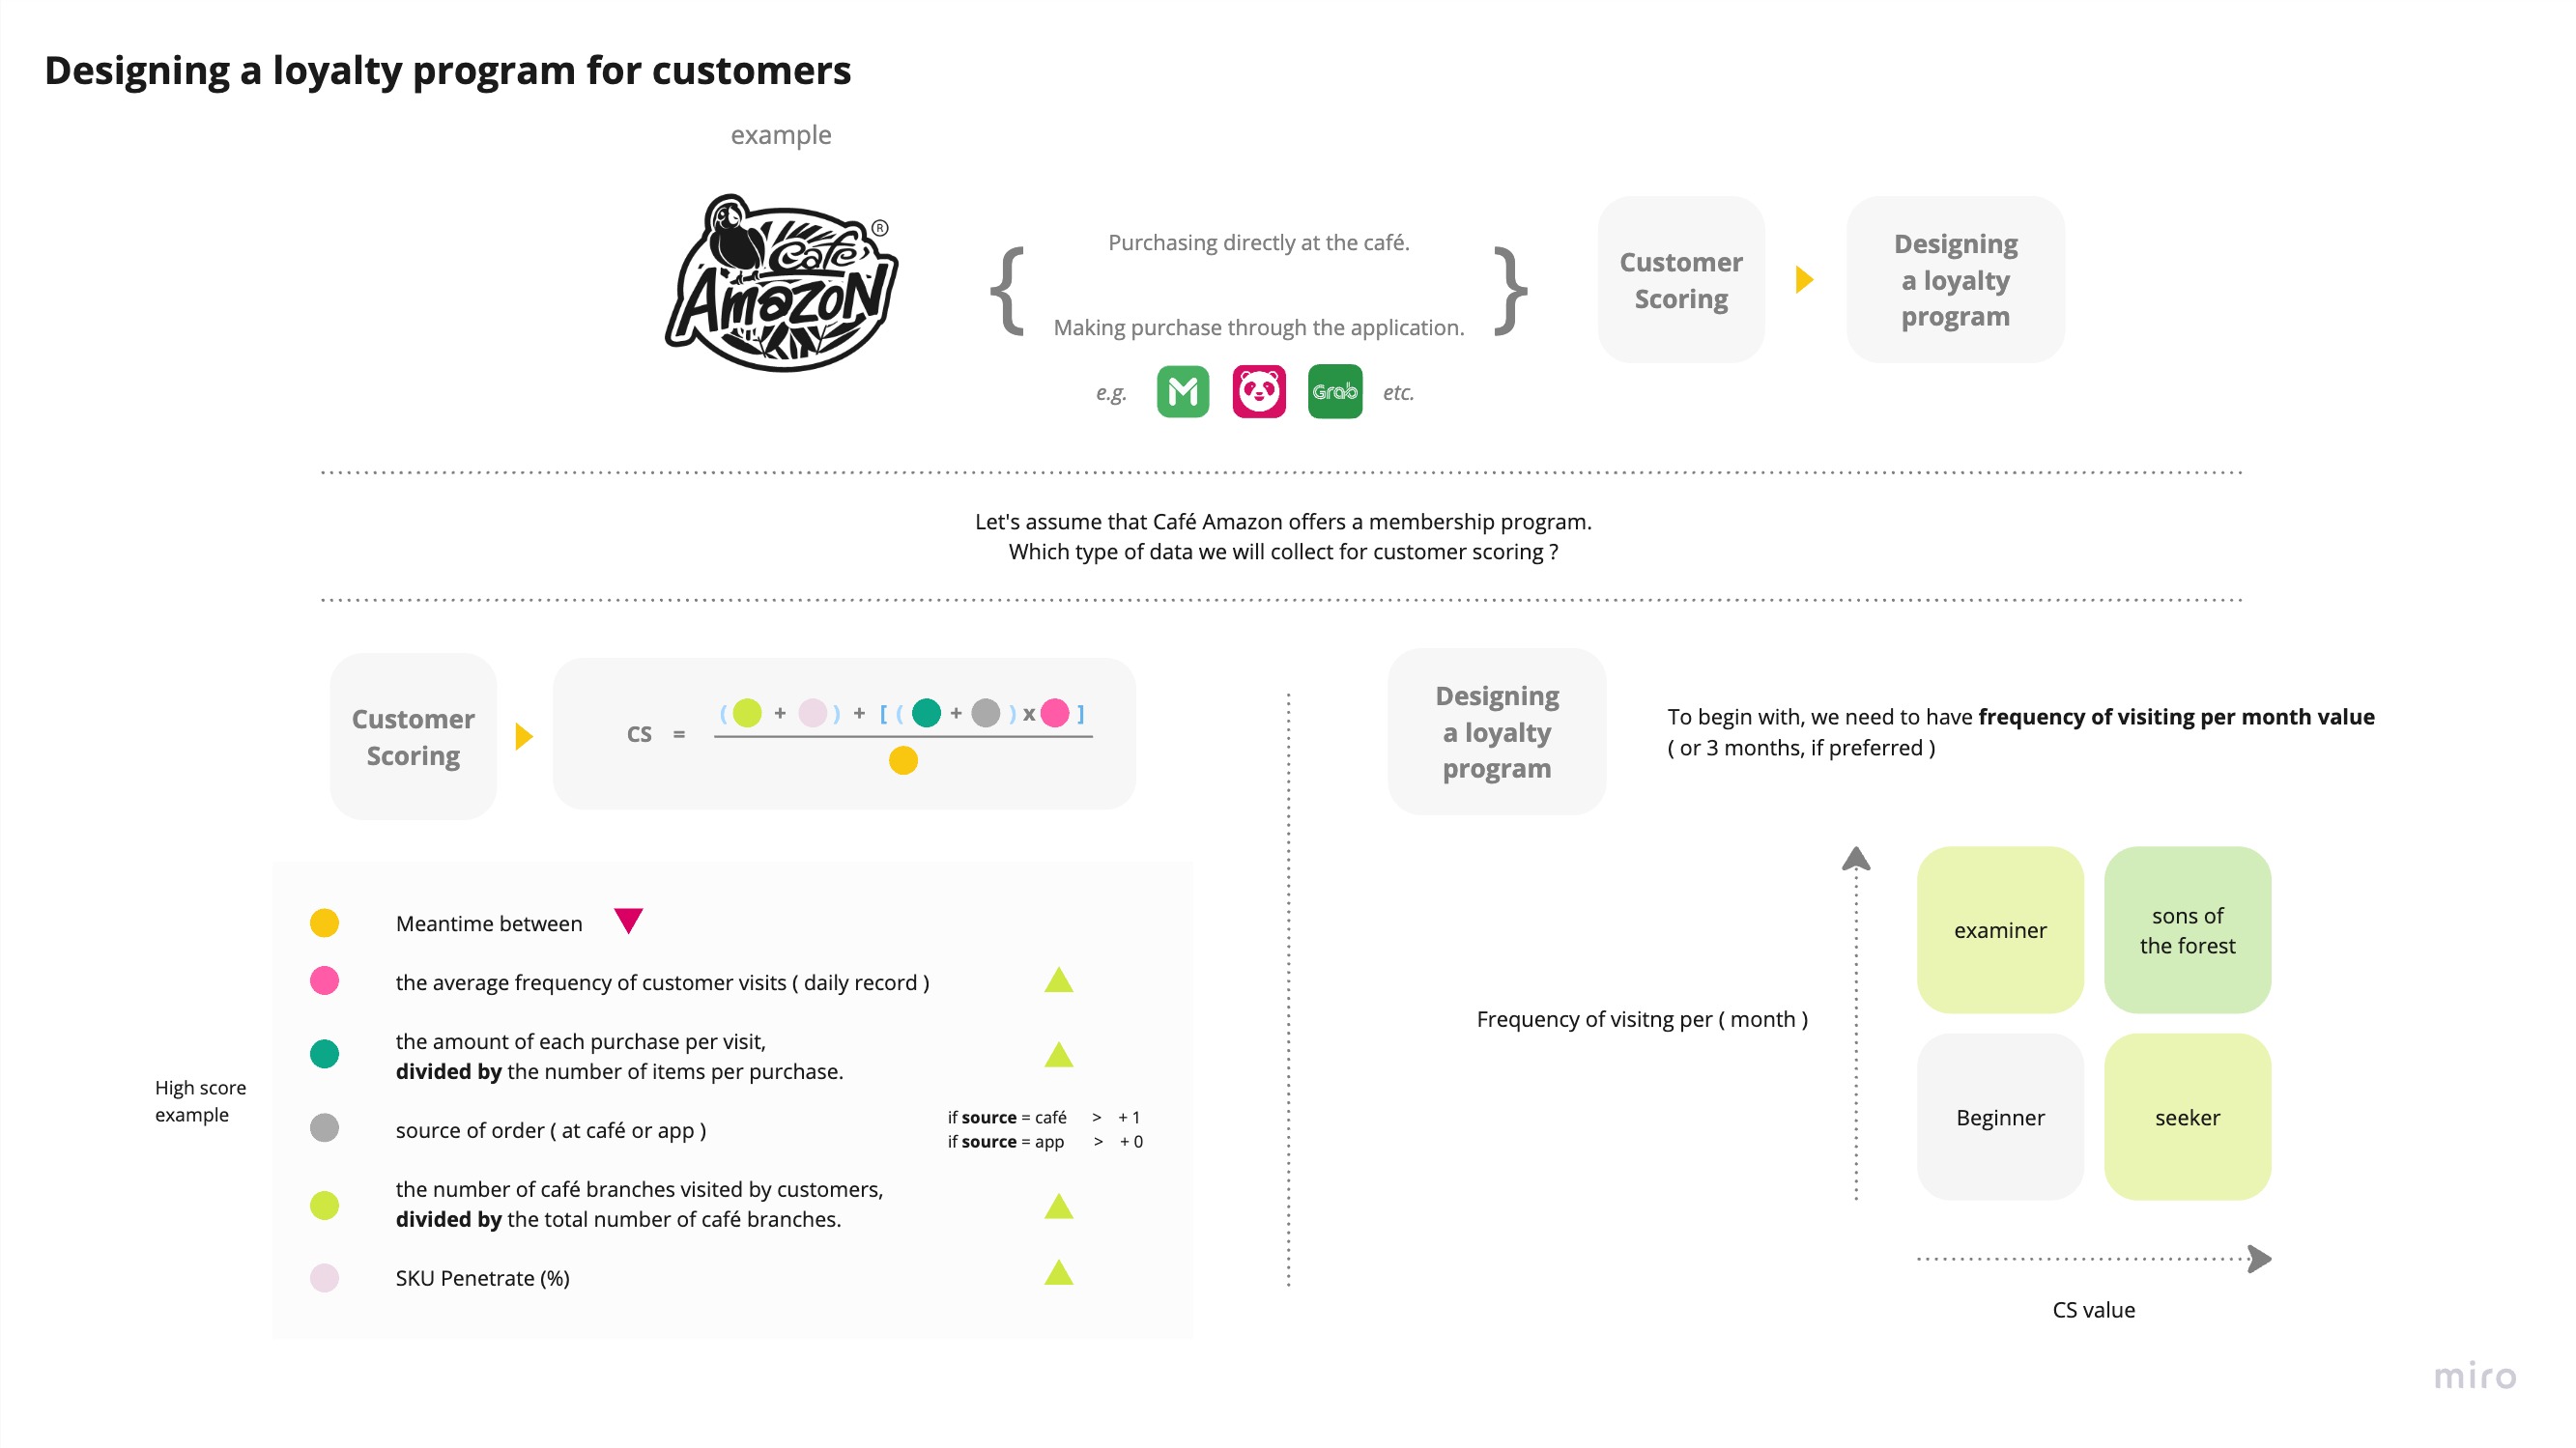 Designing a loyalty program for customers
example
Café
Amazon
®
{ Purchasing directly at the café. }
Making purchase through the application.
e.g. M Grab etc.
Customer
Scoring
Designing
a loyalty
program
Let's assume that Café Amazon offers a membership program.
Which type of data we will collect for customer scoring ?
Customer
Scoring
CS = ( + ) + [ ( + ) x ]
Designing
a loyalty
program
To begin with, we need to have frequency of visiting per month value
( or 3 months, if preferred )
High score
example
Meantime between
the average frequency of customer visits ( daily record )
the amount of each purchase per visit,
divided by the number of items per purchase.
source of order ( at café or app )
if source = café > + 1
if source = app > + 0
the number of café branches visited by customers,
divided by the total number of café branches.
SKU Penetrate (%)
Frequency of visitng per ( month )
examiner
sons of
the forest
Beginner
seeker
CS value
miro